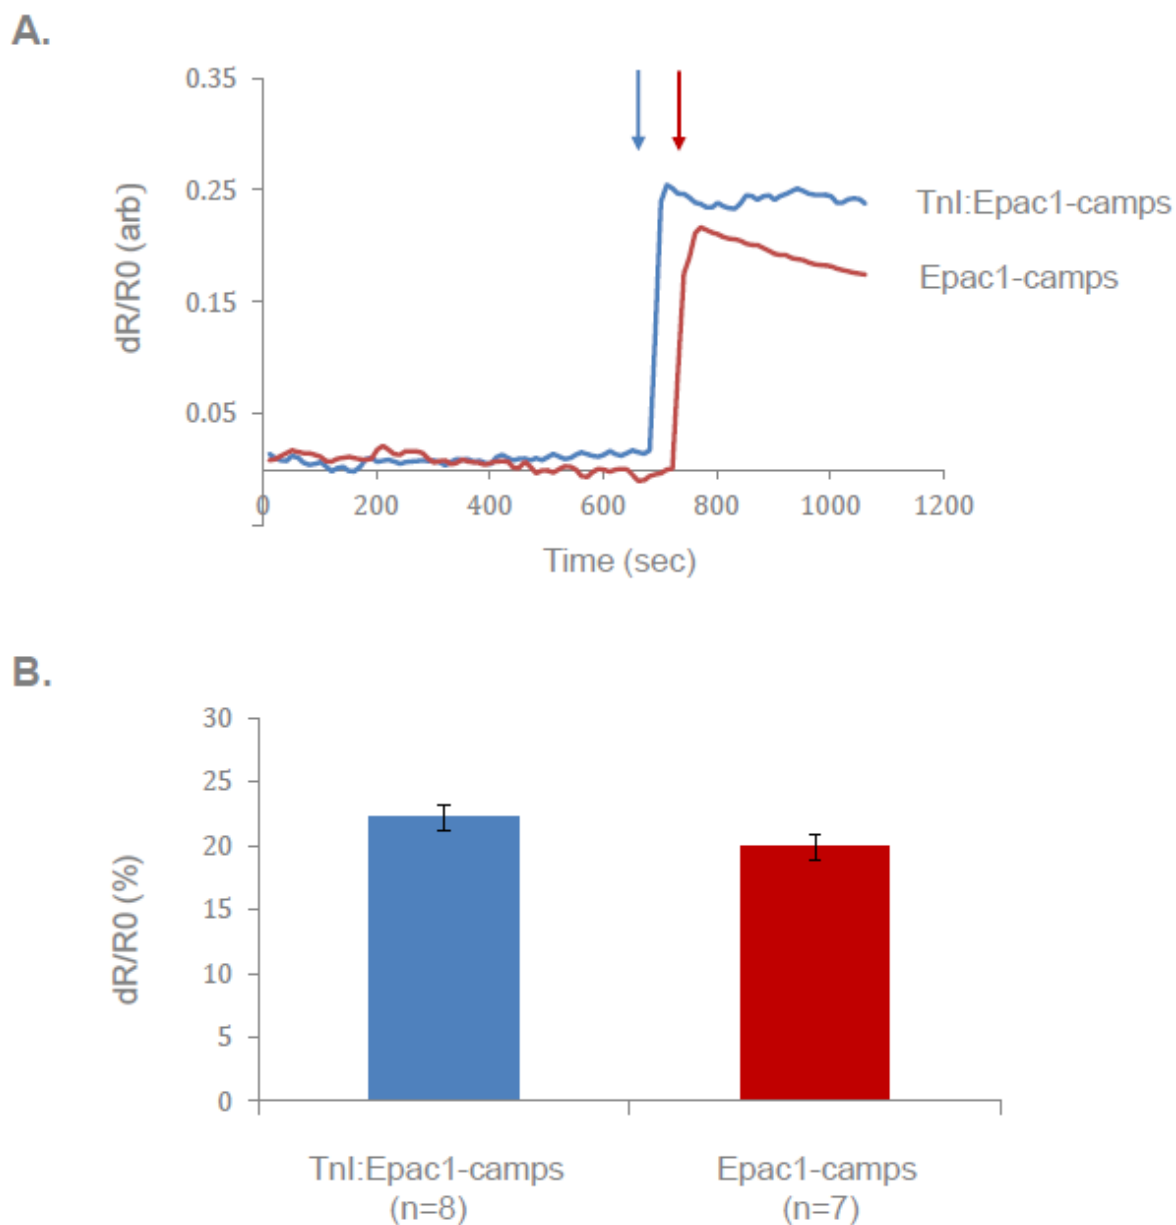 A.
0.35
0.25
0.15
0.05
dR/R0 (arb)
TnI:Epac1-camps
Epac1-camps
0 200 400 600 800 1000 1200
Time (sec)
B.
30
25
20
15
10
5
0
dR/R0 (%)
TnI:Epac1-camps Epac1-camps
(n=8) (n=7)